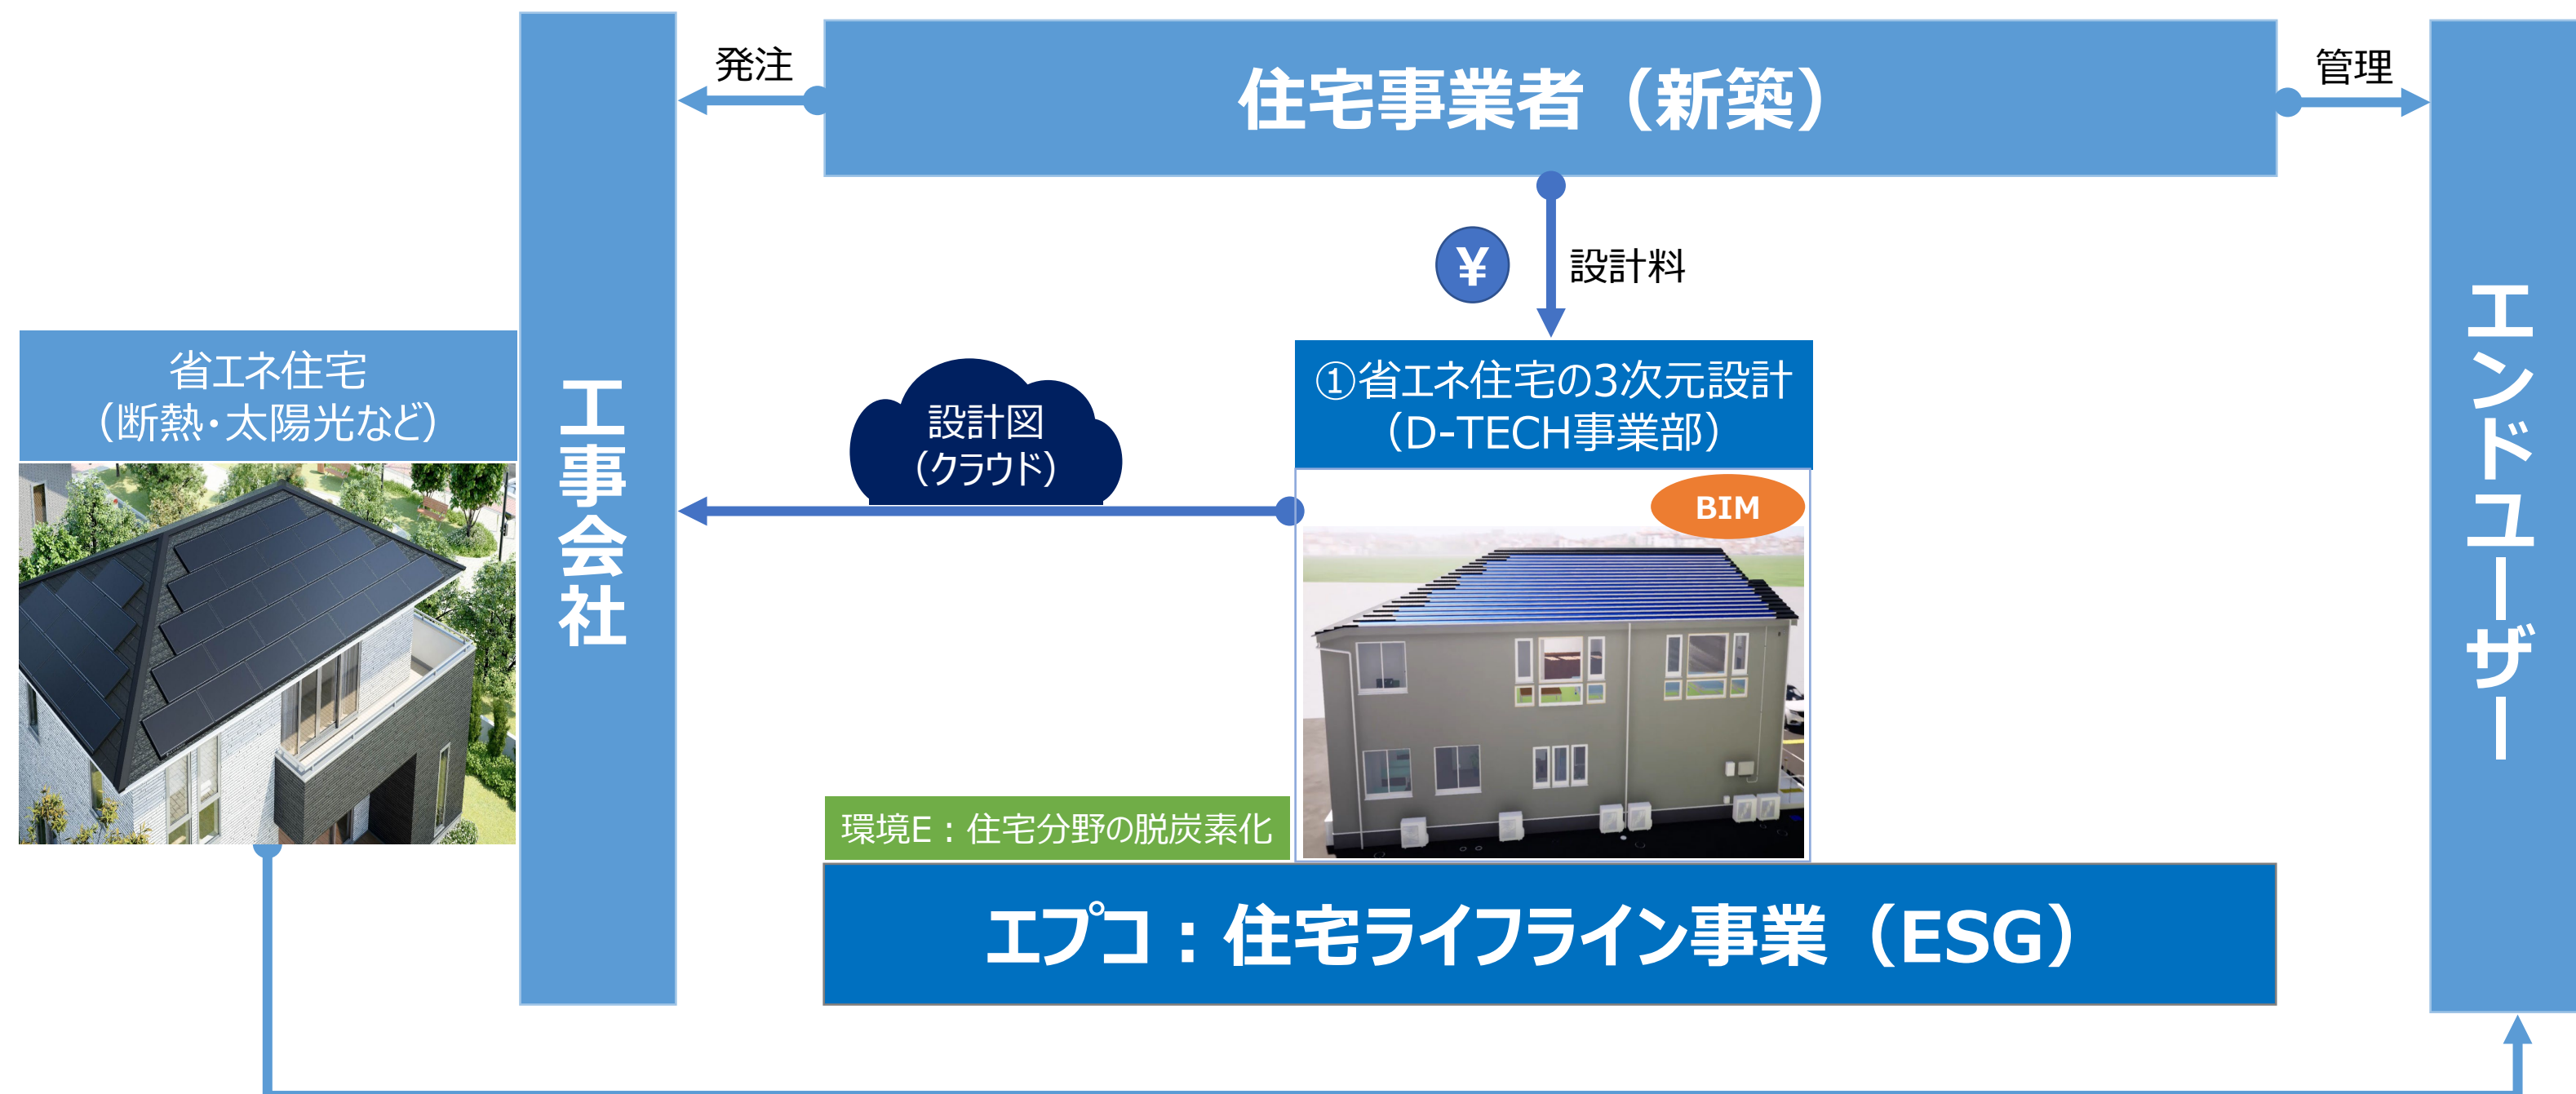 発注
住宅事業者（新築）
管理
¥
設計料
省エネ住宅
（断熱・太陽光など）
工事会社
設計図
（クラウド）
①省エネ住宅の3次元設計
（D-TECH事業部）
BIM
エンドユーザー
環境E：住宅分野の脱炭素化
エプコ：住宅ライフライン事業（ESG）